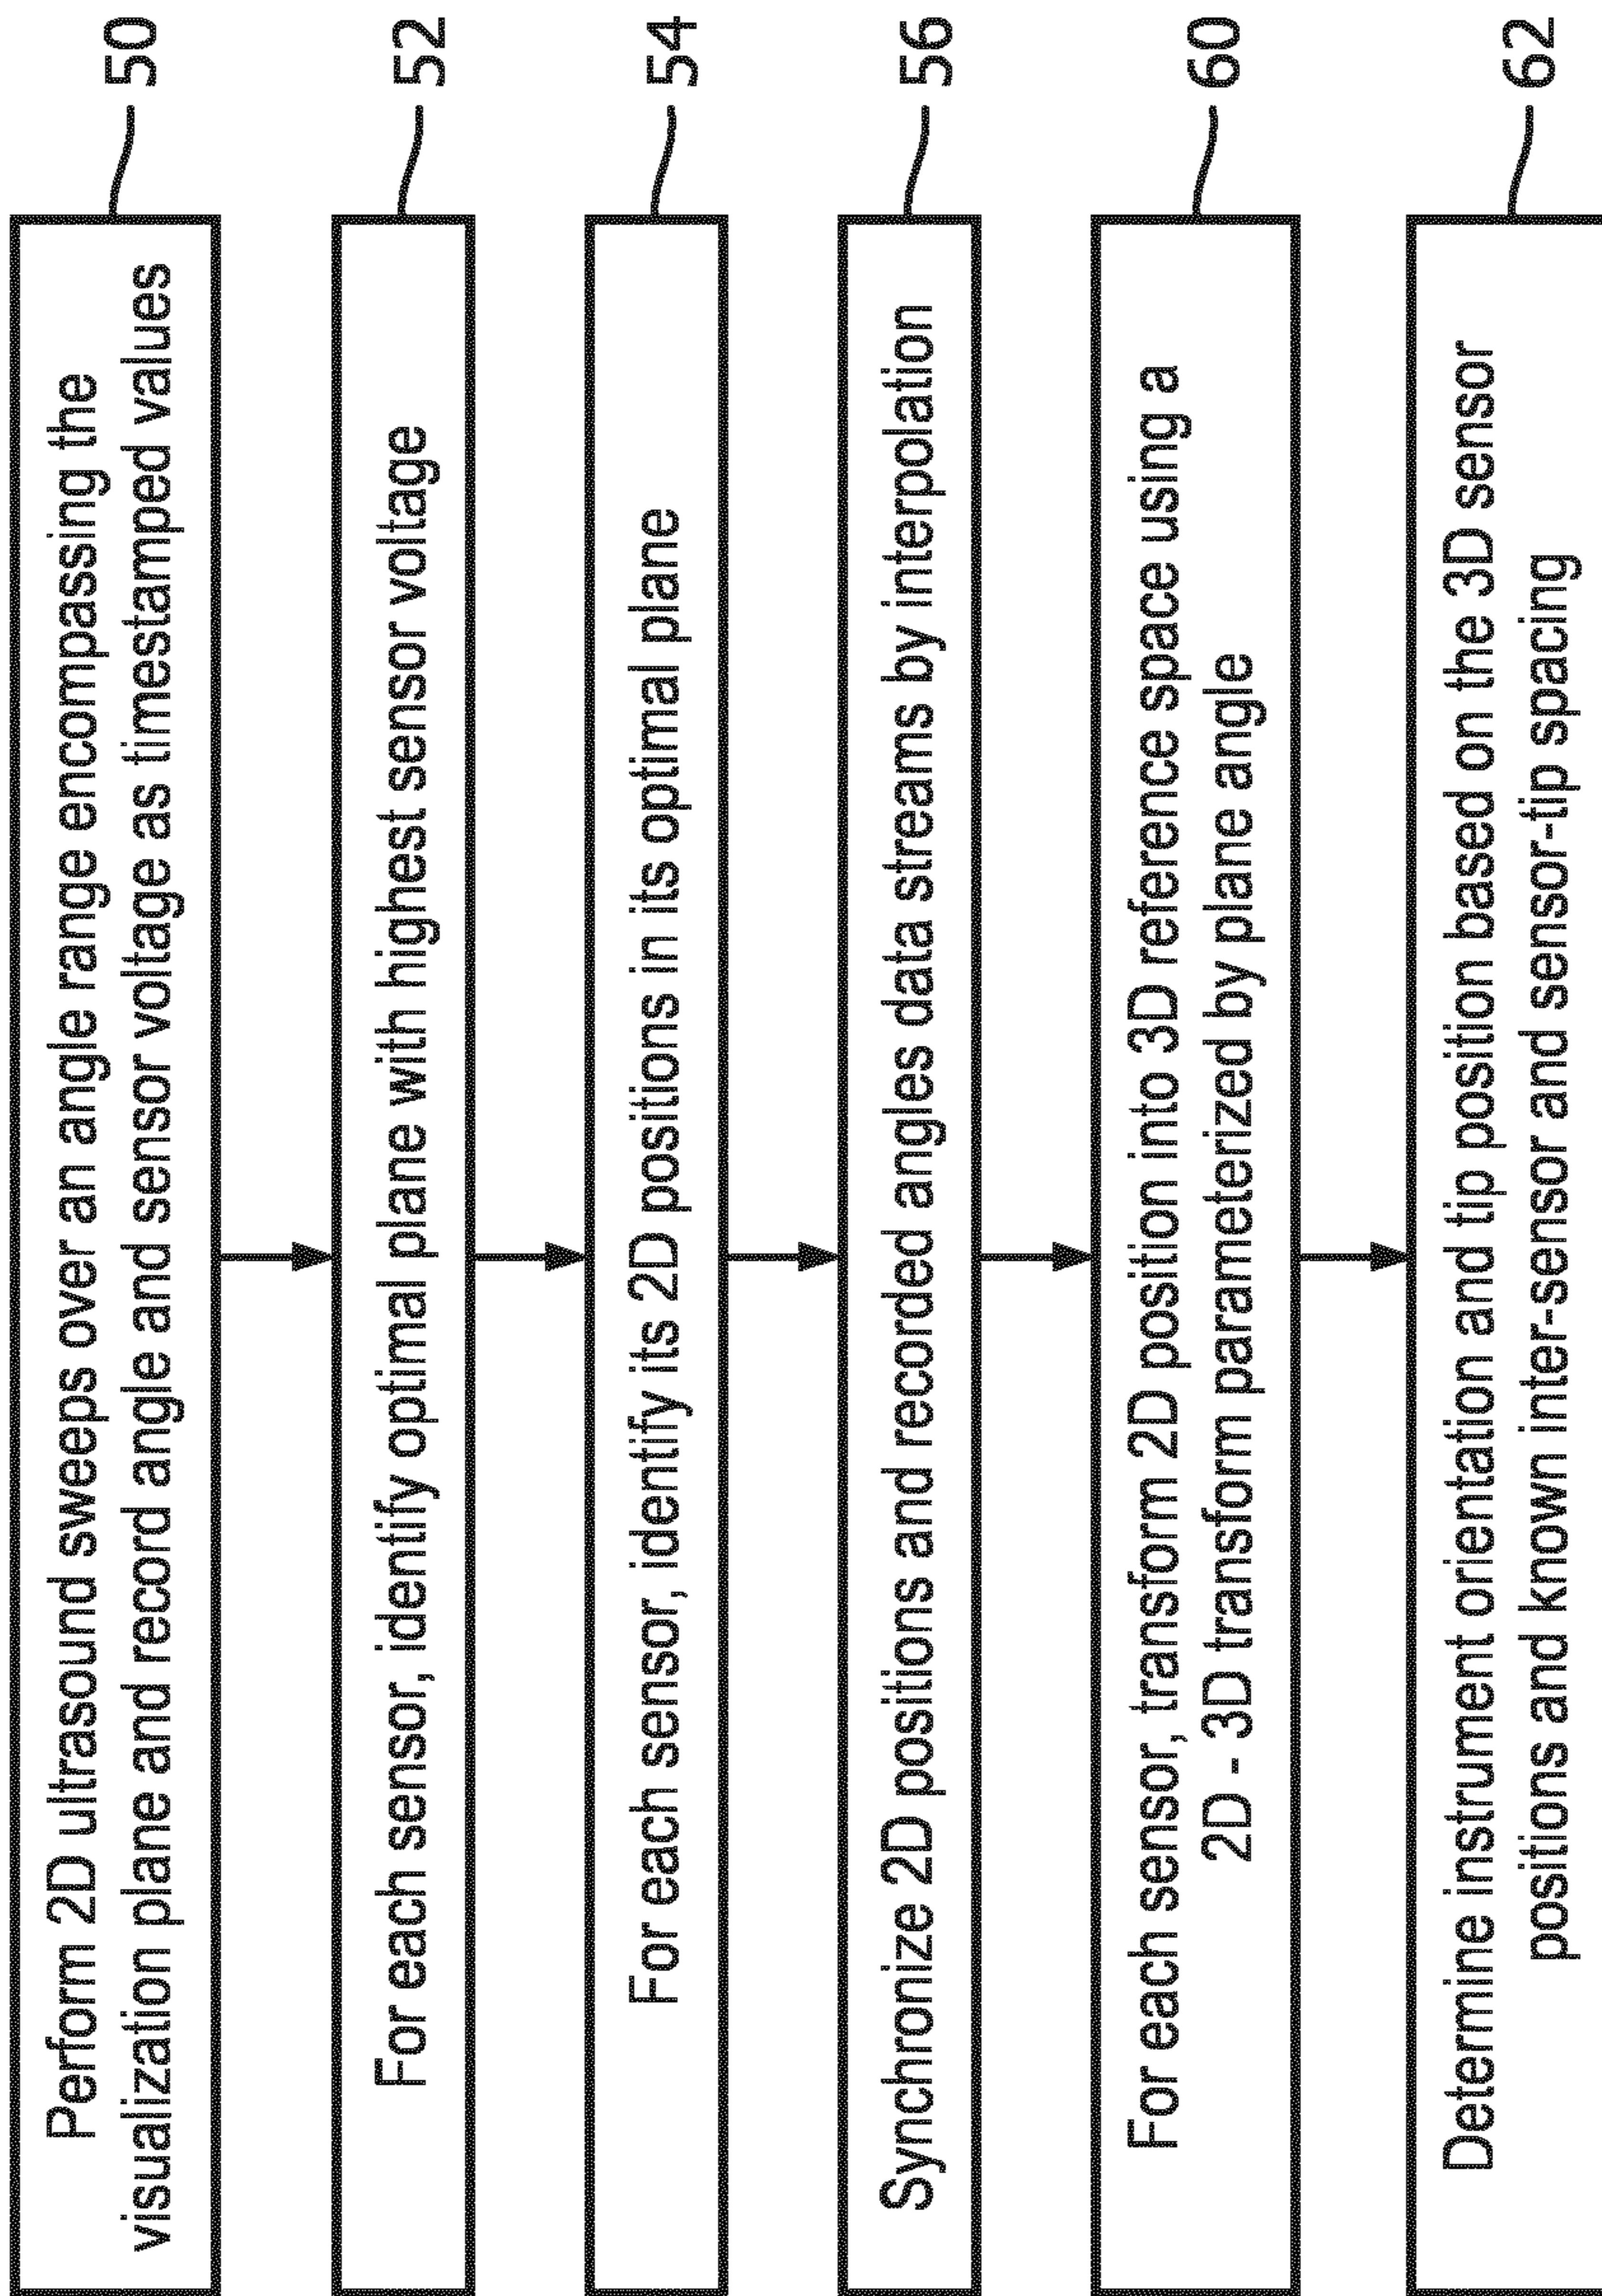 Perform 2D ultrasound sweeps over an angle range encompassing the
visualization plane and record angle and sensor voltage as timestamped values
50
For each sensor, identify optimal plane with highest sensor voltage
52
For each sensor, identify its 2D positions in its optimal plane
54
Synchronize 2D positions and recorded angles data streams by interpolation
56
For each sensor, transform 2D position into 3D reference space using a
2D - 3D transform parameterized by plane angle
60
Determine instrument orientation and tip position based on the 3D sensor
positions and known inter-sensor and sensor-tip spacing
62